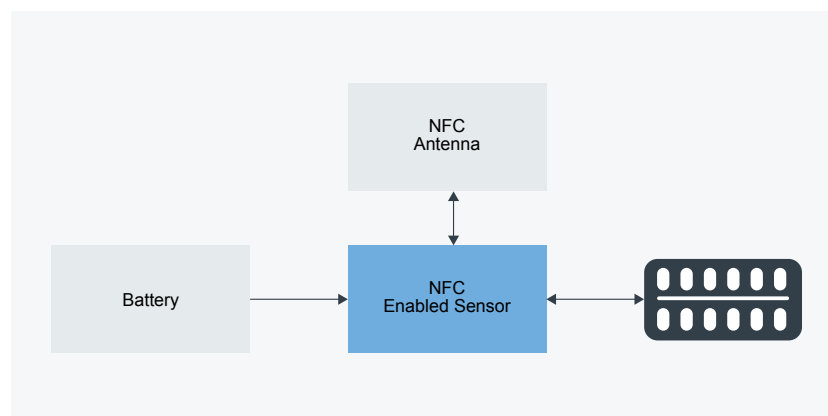 NFC
Antenna
Battery
NFC
Enabled Sensor